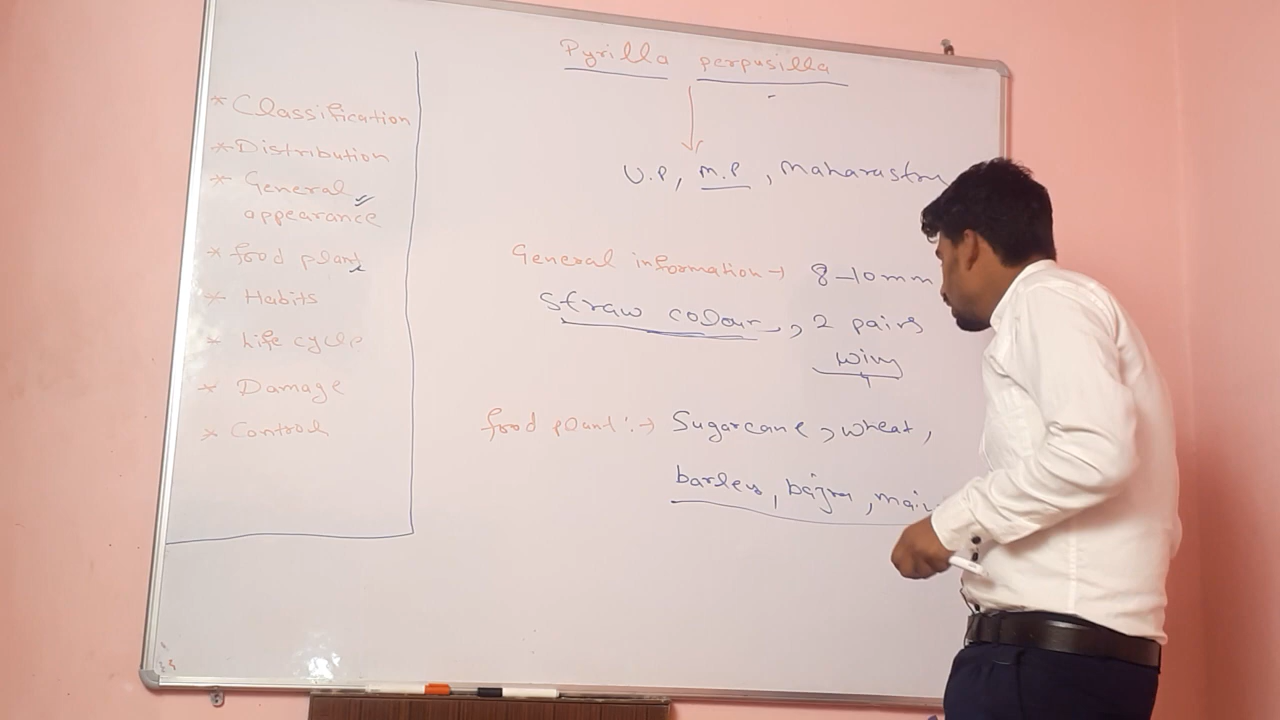 Pyrilla perpusilla
U.P, M.P, Maharastra
* Classification
* Distribution
* General
appearance
* food plant
* Habits
* Life cycle
* Damage
* Control
General information → 8-10mm
Straw colour, 2 pairs
wing
food plant :→ Sugarcane, wheat,
barley, bajra,